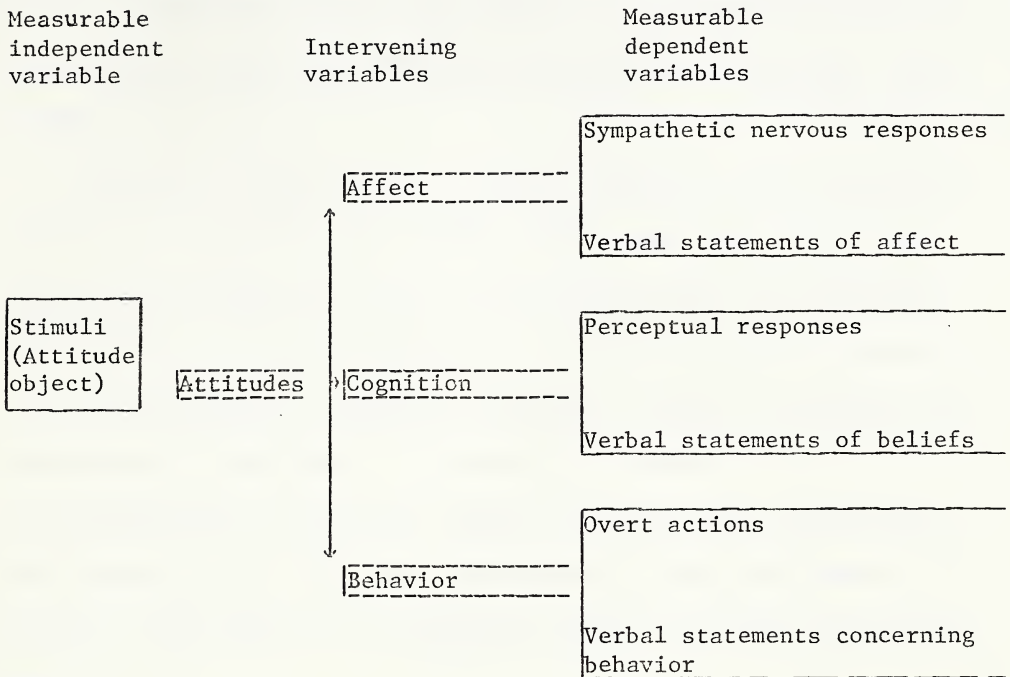 Measurable
independent
variable
Intervening
variables
Measurable
dependent
variables
Sympathetic nervous responses
Affect
Verbal statements of affect
Stimuli
(Attitude
object)
Attitudes
Cognition
Perceptual responses
Verbal statements of beliefs
Overt actions
Behavior
Verbal statements concerning
behavior